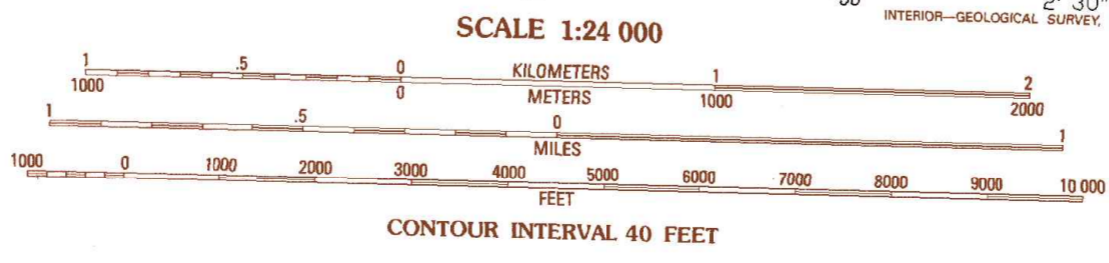 2' 30"
INTERIOR—GEOLOGICAL SURVEY,
SCALE 1:24 000
1 .5 0 KILOMETERS 1 2
1000 0 METERS 1000 2000
1 .5 0 1
MILES
1000 0 1000 2000 3000 4000 5000 6000 7000 8000 9000 10 000
FEET
CONTOUR INTERVAL 40 FEET